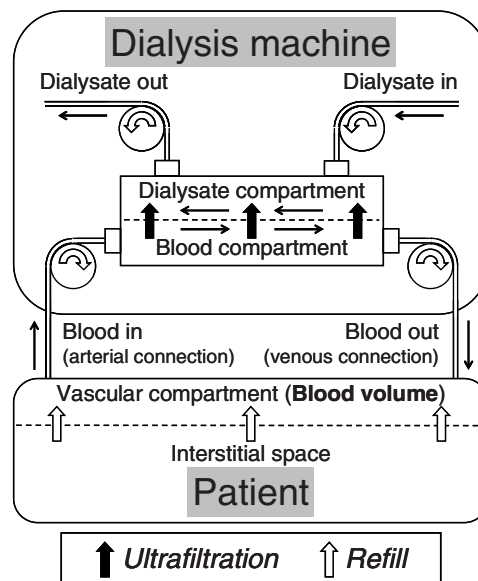 Dialysis machine
Dialysate out
Dialysate in
Dialysate compartment
Blood compartment
Blood in
(arterial connection)
Blood out
(venous connection)
Vascular compartment (Blood volume)
Interstitial space
Patient
Ultrafiltration
Refill